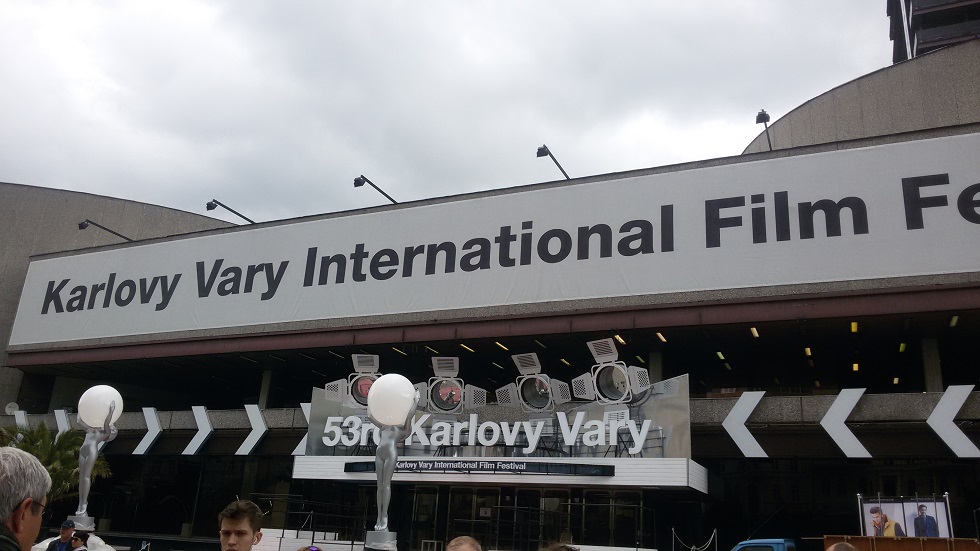 Karlovy Vary International Film Fe
53rd Karlovy Vary
Karlovy Vary International Film Festival